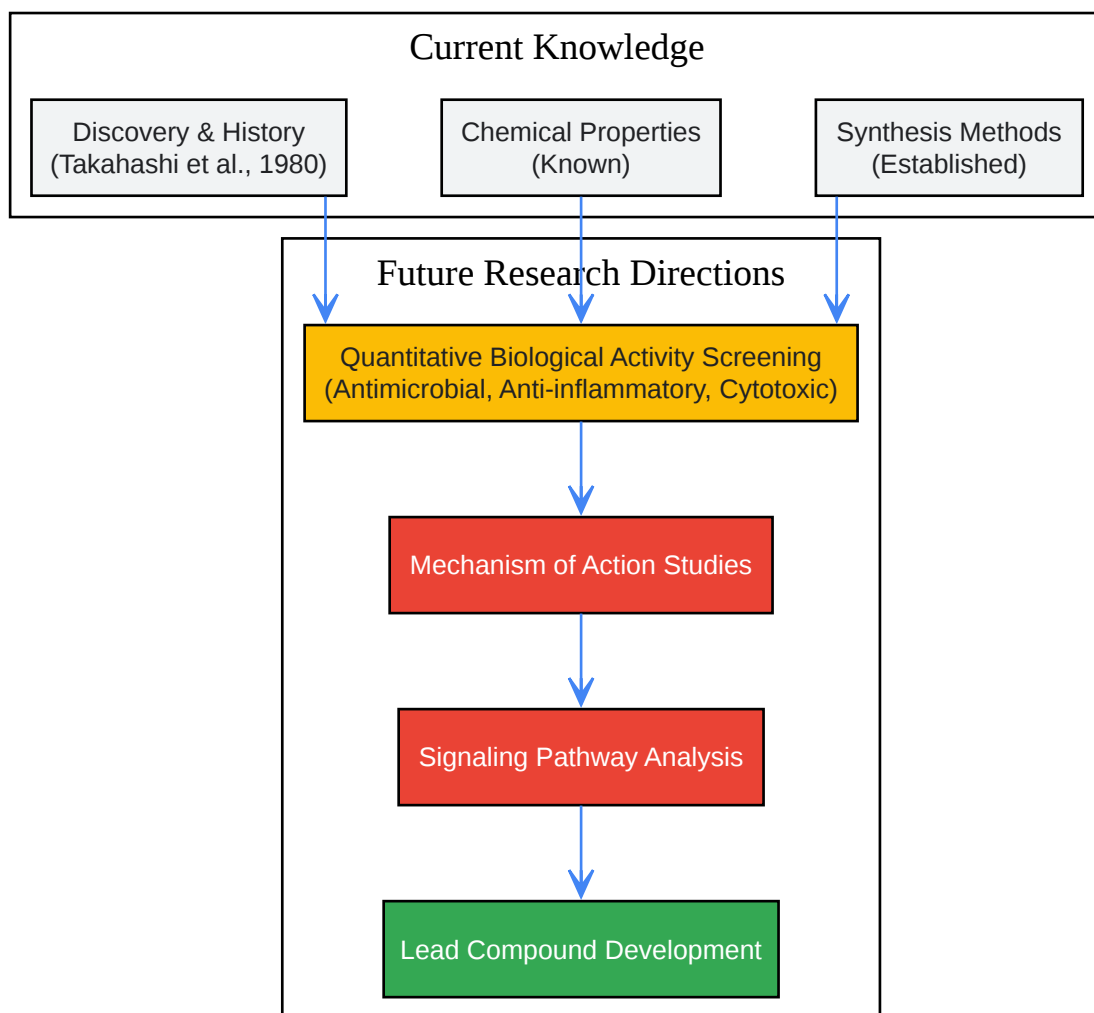 Current Knowledge
Discovery & History
(Takahashi et al., 1980)
Chemical Properties
(Known)
Synthesis Methods
(Established)
Future Research Directions
Quantitative Biological Activity Screening
(Antimicrobial, Anti-inflammatory, Cytotoxic)
Mechanism of Action Studies
Signaling Pathway Analysis
Lead Compound Development